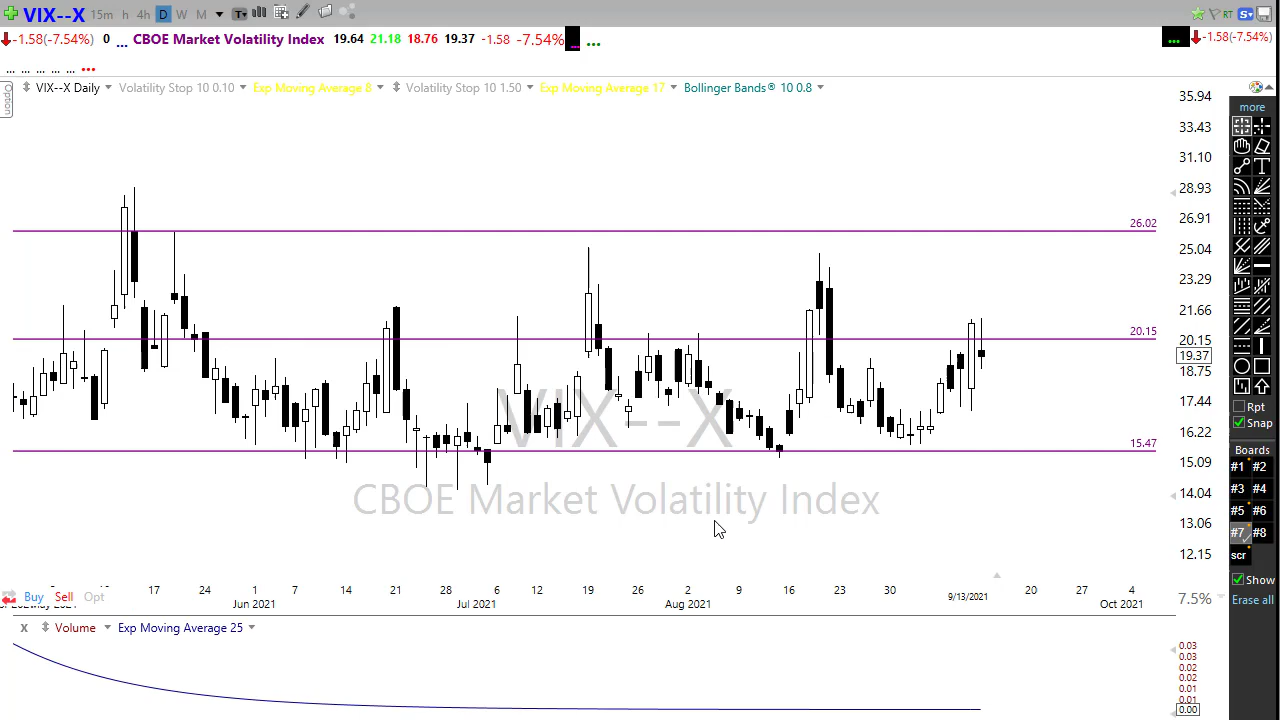 VIX--X 15m h 4h D W M T RT S
-1.58(-7.54%) 0 ... CBOE Market Volatility Index 19.64 21.18 18.76 19.37 -1.58 -7.54% ... ... ... -1.58(-7.54%)
... ... ... ... ... ...
Option
VIX--X Daily Volatility Stop 10 0.10 Exp Moving Average 8 Volatility Stop 10 1.50 Exp Moving Average 17 Bollinger Bands® 10 0.8
35.94
33.43
31.10
28.93
26.91
25.04
23.29
21.66
20.15
19.37
18.75
17.44
16.22
15.09
14.04
13.06
12.15
26.02
20.15
15.47
VIX--X
CBOE Market Volatility Index
more
T
Rpt
Snap
Boards
#1 #2
#3 #4
#5 #6
#7 #8
scr
Show
Erase all
Buy Sell Opt
17 24 1 7 14 21 28 6 12 19 26 2 9 16 23 30 9/13/2021 20 27 4
Jun 2021 Jul 2021 Aug 2021 Oct 2021
7.5%
X Volume Exp Moving Average 25
0.03
0.03
0.02
0.02
0.01
0.01
0.00